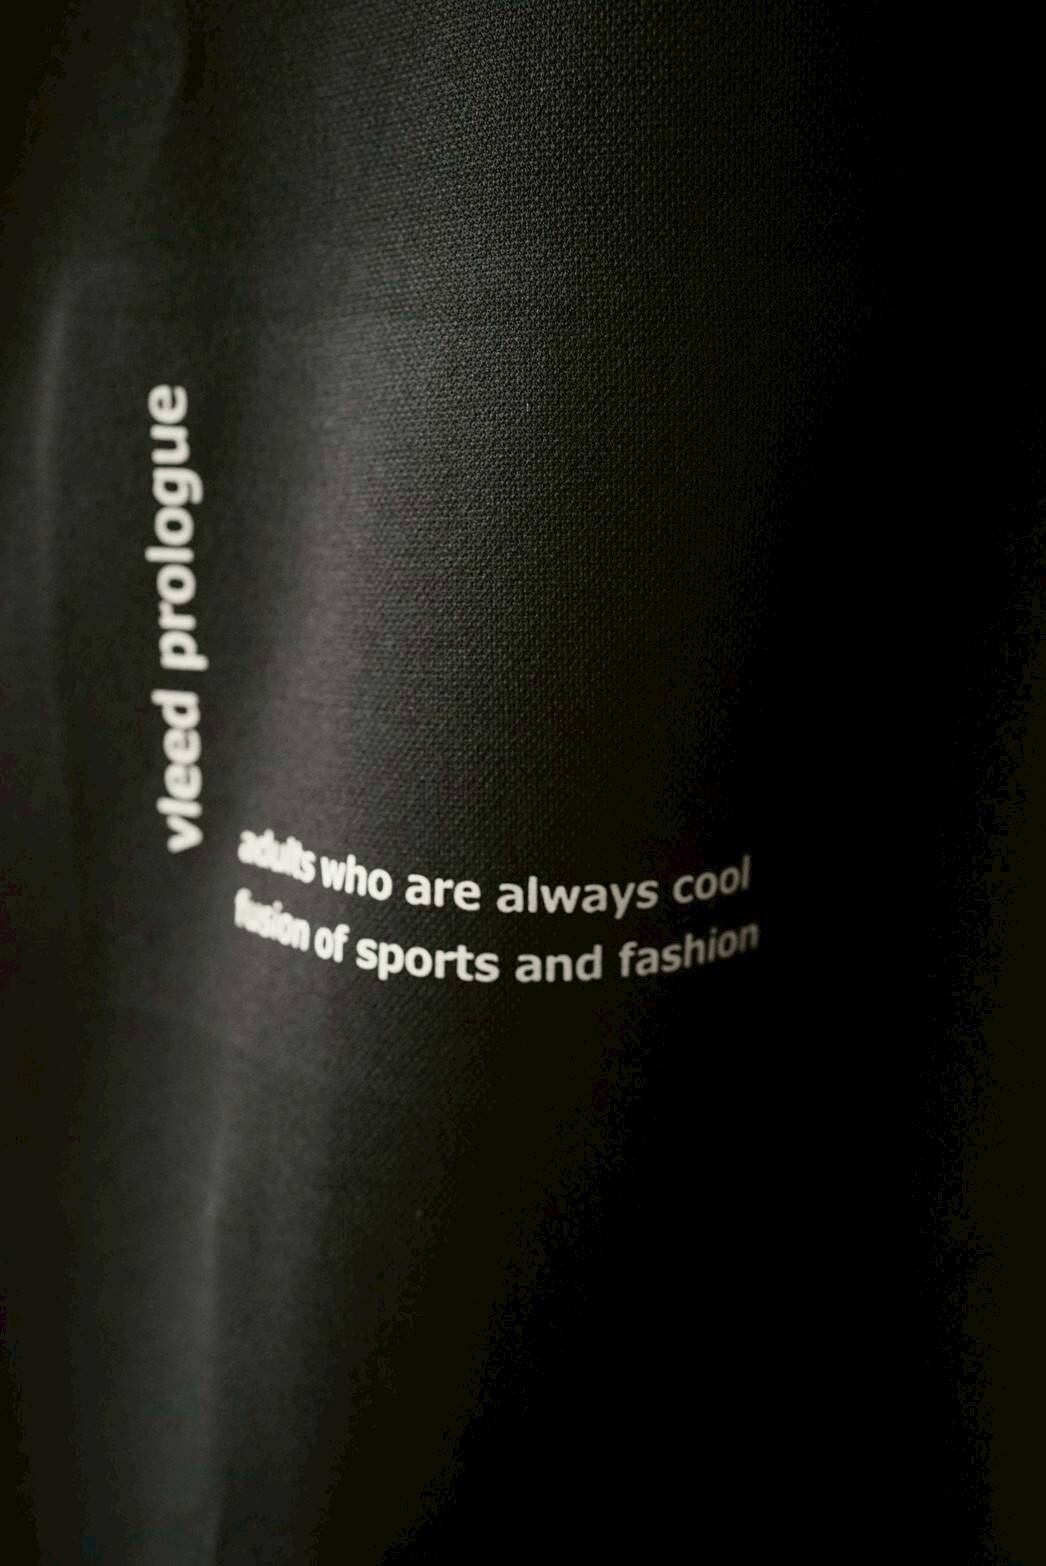 vleed prologue
adults who are always cool
fusion of sports and fashion